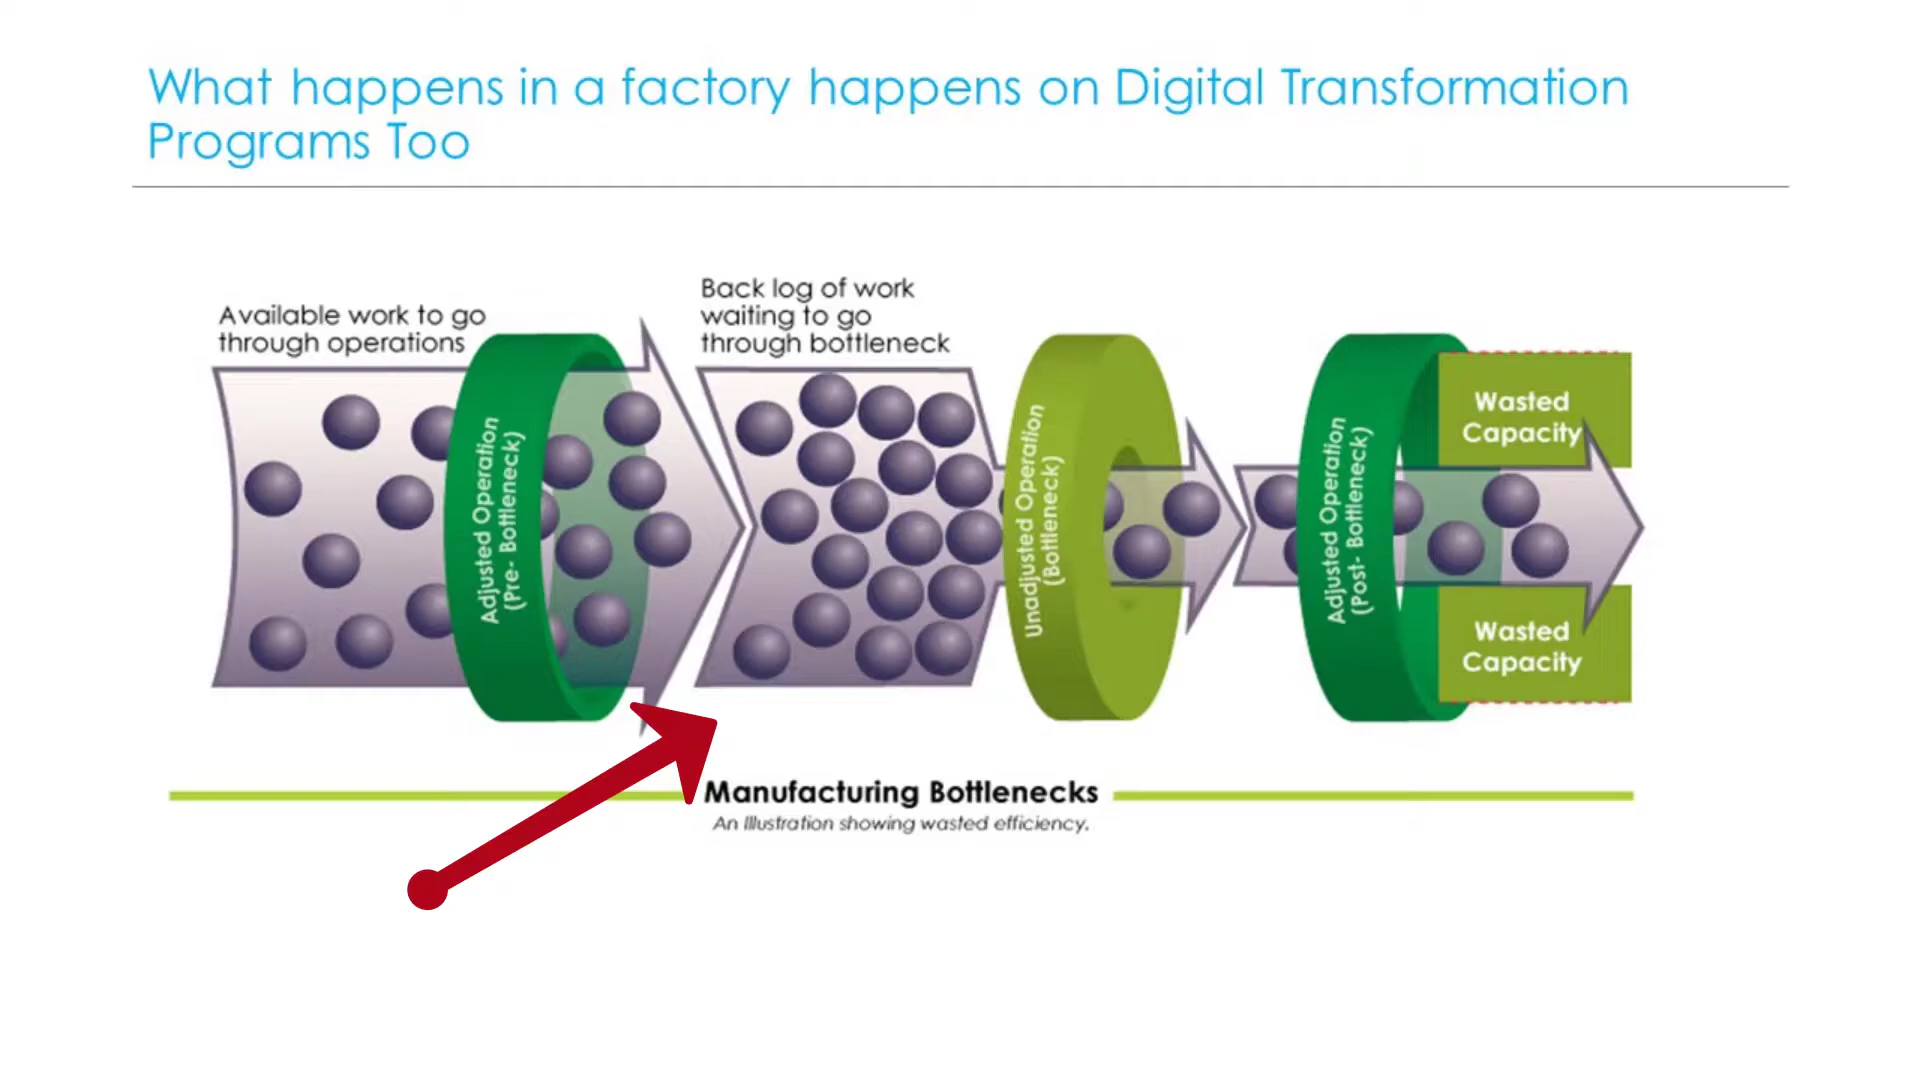 What happens in a factory happens on Digital Transformation
Programs Too
Available work to go
through operations
Back log of work
waiting to go
through bottleneck
Adjusted Operation
(Pre- Bottleneck)
Unadjusted Operation
(Bottleneck)
Adjusted Operation
(Post- Bottleneck)
Wasted
Capacity
Wasted
Capacity
Manufacturing Bottlenecks
An Illustration showing wasted efficiency.